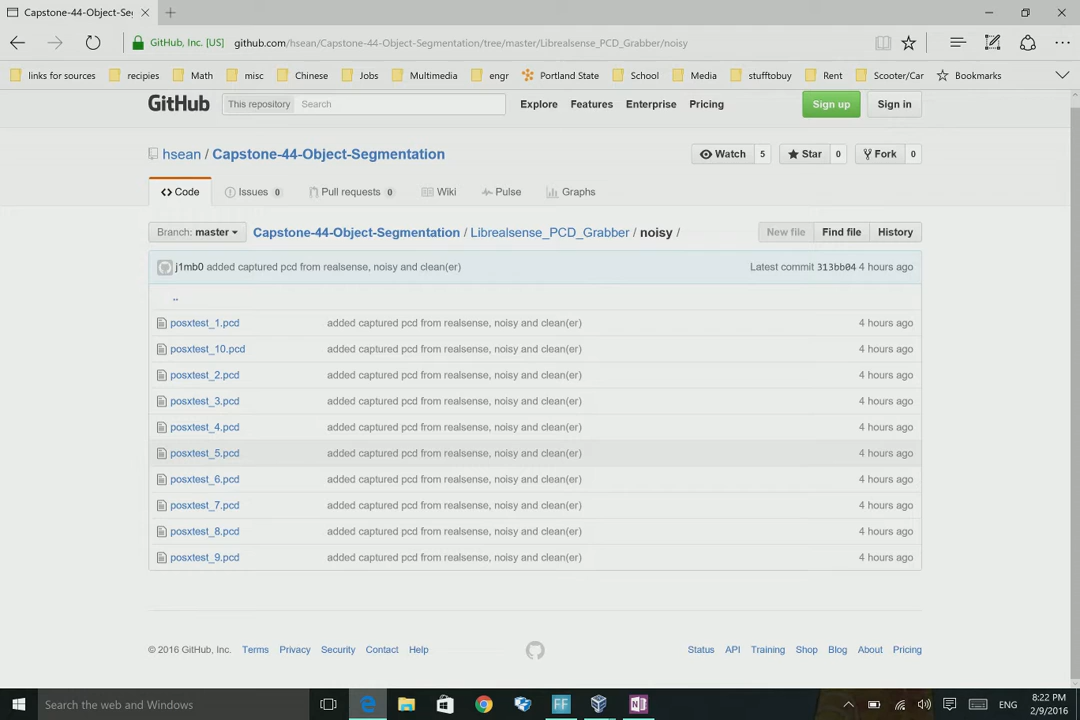 Capstone-44-Object-Seg
GitHub, Inc. [US] github.com/hsean/Capstone-44-Object-Segmentation/tree/master/Librealsense_PCD_Grabber/noisy
links for sources recipies Math misc Chinese Jobs Multimedia engr Portland State School Media stufftobuy Rent Scooter/Car Bookmarks
GitHub This repository Search Explore Features Enterprise Pricing Sign up Sign in
hsean / Capstone-44-Object-Segmentation Watch 5 Star 0 Fork 0
Code Issues 0 Pull requests 0 Wiki Pulse Graphs
Branch: master Capstone-44-Object-Segmentation / Librealsense_PCD_Grabber / noisy / New file Find file History
j1mb0 added captured pcd from realsense, noisy and clean(er) Latest commit 313bb04 4 hours ago
..
posxtest_1.pcd added captured pcd from realsense, noisy and clean(er) 4 hours ago
posxtest_10.pcd added captured pcd from realsense, noisy and clean(er) 4 hours ago
posxtest_2.pcd added captured pcd from realsense, noisy and clean(er) 4 hours ago
posxtest_3.pcd added captured pcd from realsense, noisy and clean(er) 4 hours ago
posxtest_4.pcd added captured pcd from realsense, noisy and clean(er) 4 hours ago
posxtest_5.pcd added captured pcd from realsense, noisy and clean(er) 4 hours ago
posxtest_6.pcd added captured pcd from realsense, noisy and clean(er) 4 hours ago
posxtest_7.pcd added captured pcd from realsense, noisy and clean(er) 4 hours ago
posxtest_8.pcd added captured pcd from realsense, noisy and clean(er) 4 hours ago
posxtest_9.pcd added captured pcd from realsense, noisy and clean(er) 4 hours ago
© 2016 GitHub, Inc. Terms Privacy Security Contact Help Status API Training Shop Blog About Pricing
Search the web and Windows FF N ENG 8:22 PM
2/9/2016